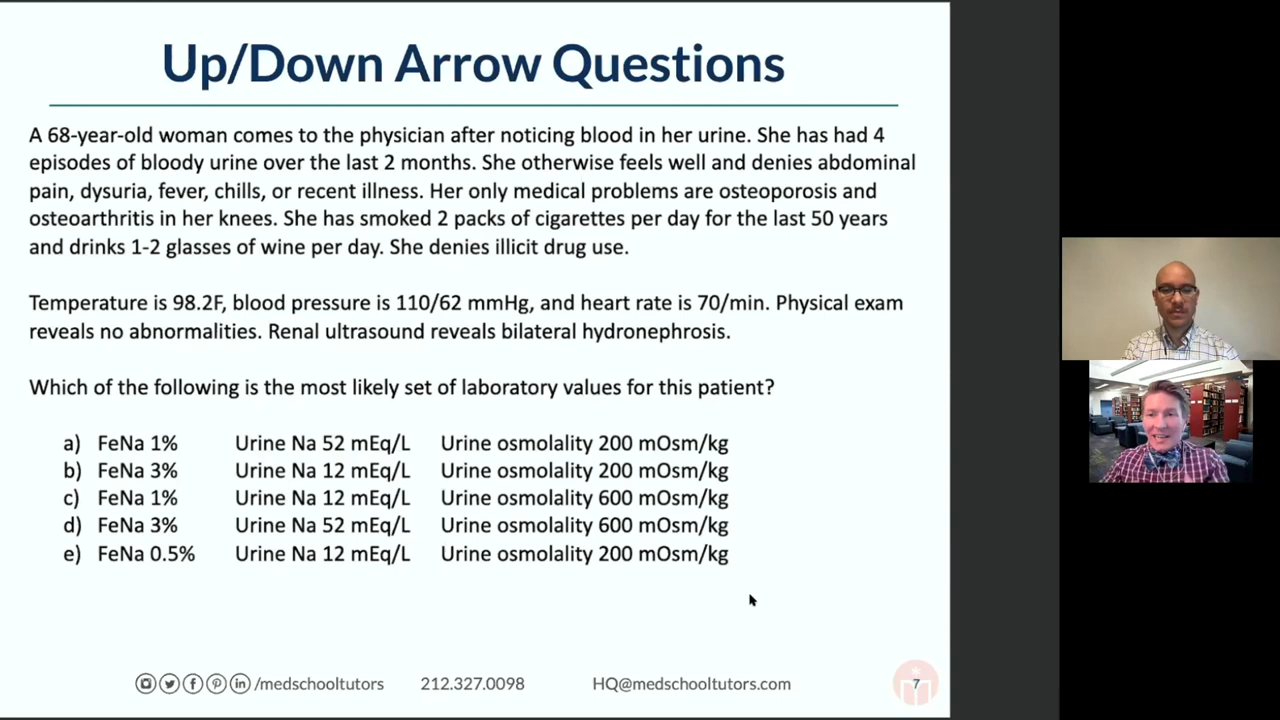 Up/Down Arrow Questions
A 68-year-old woman comes to the physician after noticing blood in her urine. She has had 4
episodes of bloody urine over the last 2 months. She otherwise feels well and denies abdominal
pain, dysuria, fever, chills, or recent illness. Her only medical problems are osteoporosis and
osteoarthritis in her knees. She has smoked 2 packs of cigarettes per day for the last 50 years
and drinks 1-2 glasses of wine per day. She denies illicit drug use.
Temperature is 98.2F, blood pressure is 110/62 mmHg, and heart rate is 70/min. Physical exam
reveals no abnormalities. Renal ultrasound reveals bilateral hydronephrosis.
Which of the following is the most likely set of laboratory values for this patient?
a) FeNa 1% Urine Na 52 mEq/L Urine osmolality 200 mOsm/kg
b) FeNa 3% Urine Na 12 mEq/L Urine osmolality 200 mOsm/kg
c) FeNa 1% Urine Na 12 mEq/L Urine osmolality 600 mOsm/kg
d) FeNa 3% Urine Na 52 mEq/L Urine osmolality 600 mOsm/kg
e) FeNa 0.5% Urine Na 12 mEq/L Urine osmolality 200 mOsm/kg
/medschooltutors 212.327.0098 HQ@medschooltutors.com 7